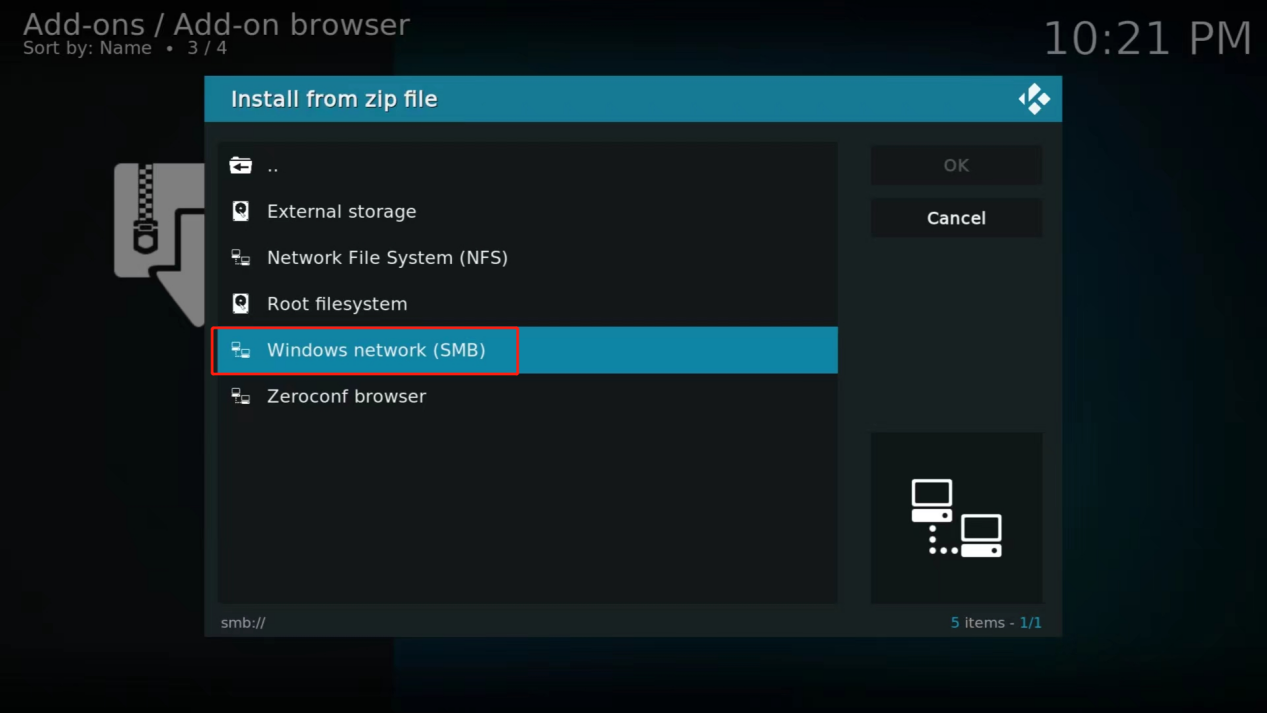 Add-ons / Add-on browser
Sort by: Name • 3 / 4
10:21 PM
Install from zip file
..
External storage
Network File System (NFS)
Root filesystem
Windows network (SMB)
Zeroconf browser
OK
Cancel
smb://
5 items - 1/1